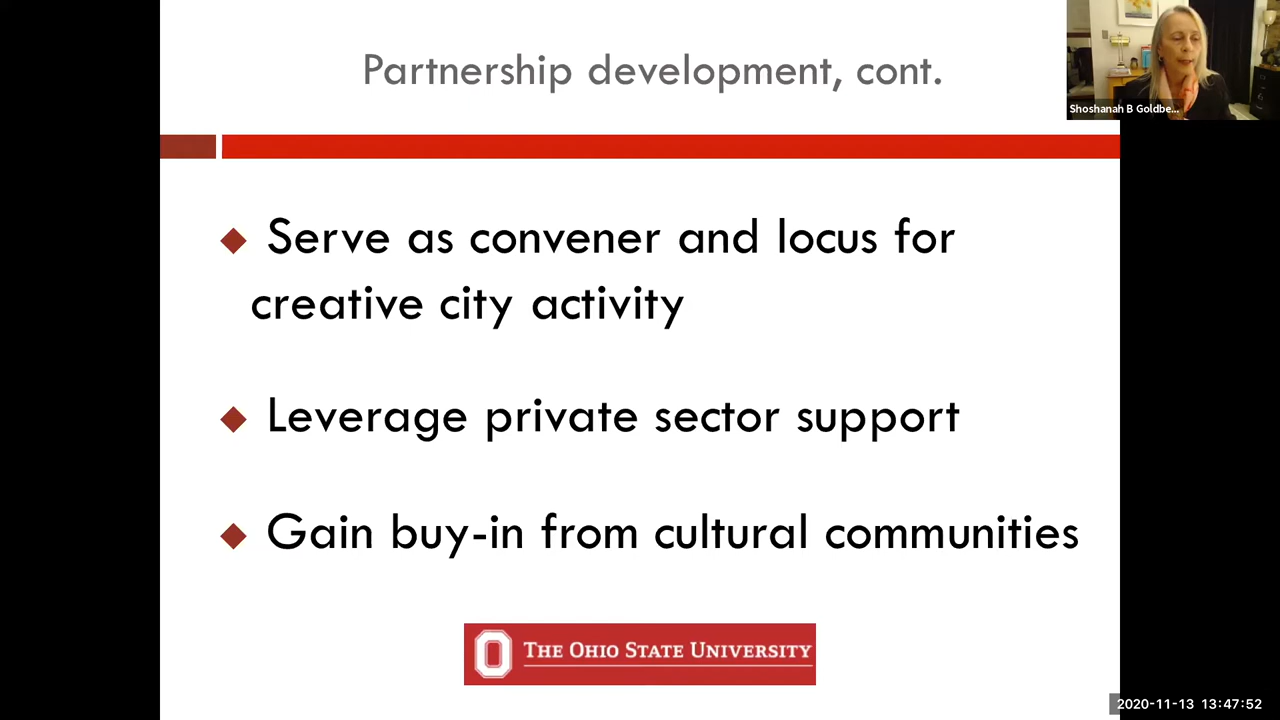 Partnership development, cont.
Shoshanah B Goldbe...
◆ Serve as convener and locus for
creative city activity
◆ Leverage private sector support
◆ Gain buy-in from cultural communities
O THE OHIO STATE UNIVERSITY
2020-11-13 13:47:52